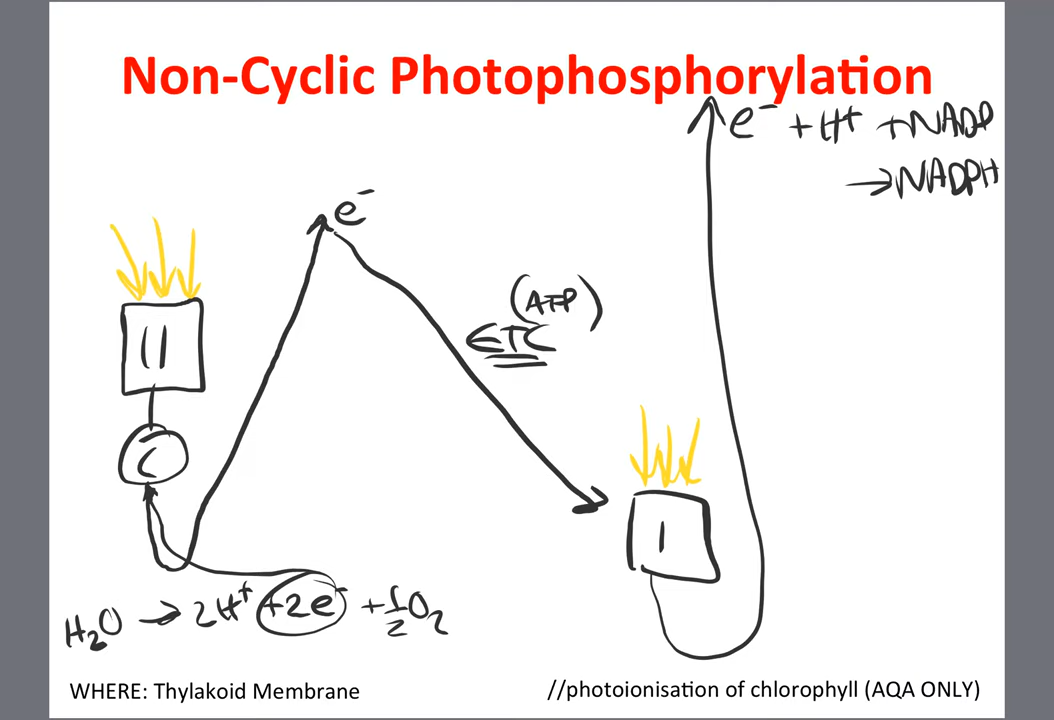 Non-Cyclic Photophosphorylation
e⁻ + H⁺ + NADP
→ NADPH
e⁻
(ATP)
ETC
II
C
I
H₂O → 2H⁺ + 2e⁻ + ½O₂
WHERE: Thylakoid Membrane
//photoionisation of chlorophyll (AQA ONLY)